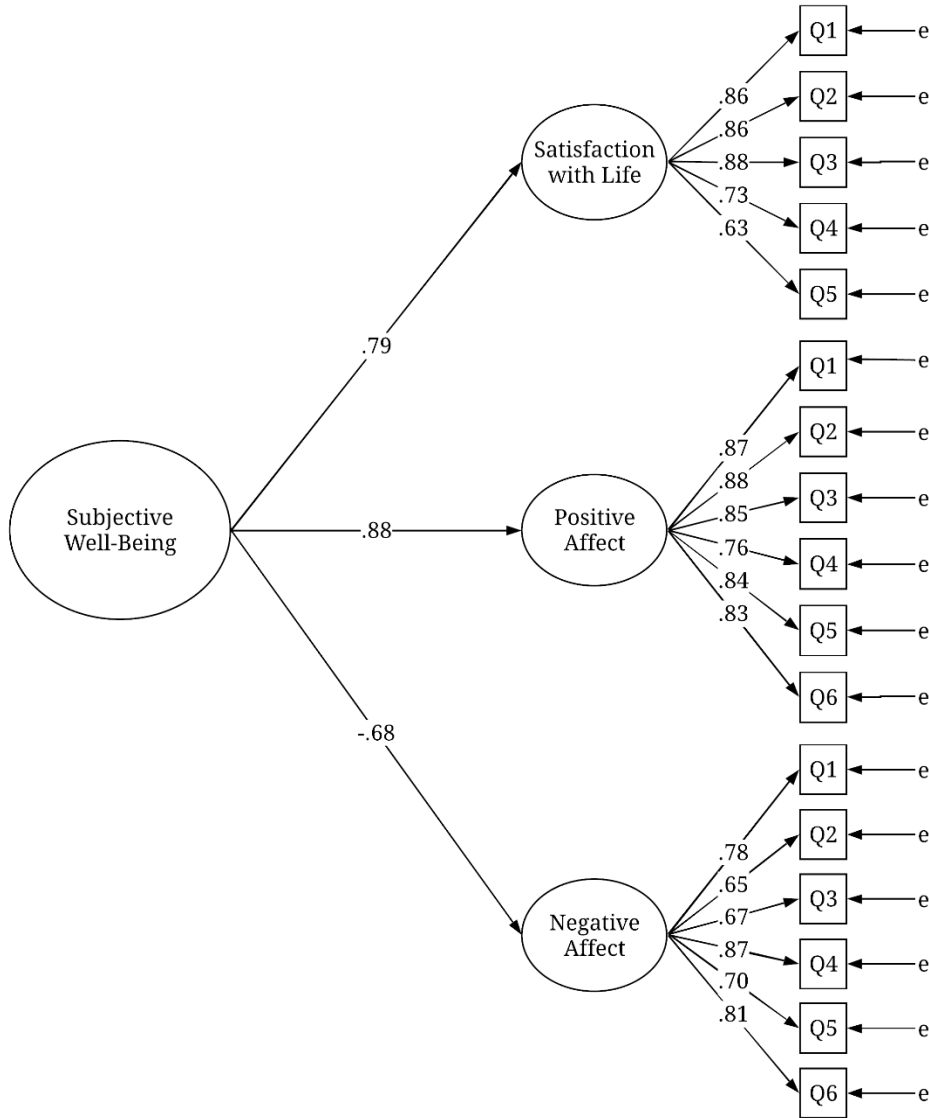 Q1
e
.86
Q2
e
.86
Satisfaction
with Life
.88
Q3
e
.73
Q4
e
.63
Q5
e
.79
Q1
e
.87
Q2
e
.88
Q3
e
.85
Subjective
Well-Being
.88
Positive
Affect
.76
Q4
e
.84
.83
Q5
e
Q6
e
-.68
Q1
e
.78
Q2
e
.65
Q3
e
.67
Negative
Affect
.87
Q4
e
.70
.81
Q5
e
Q6
e